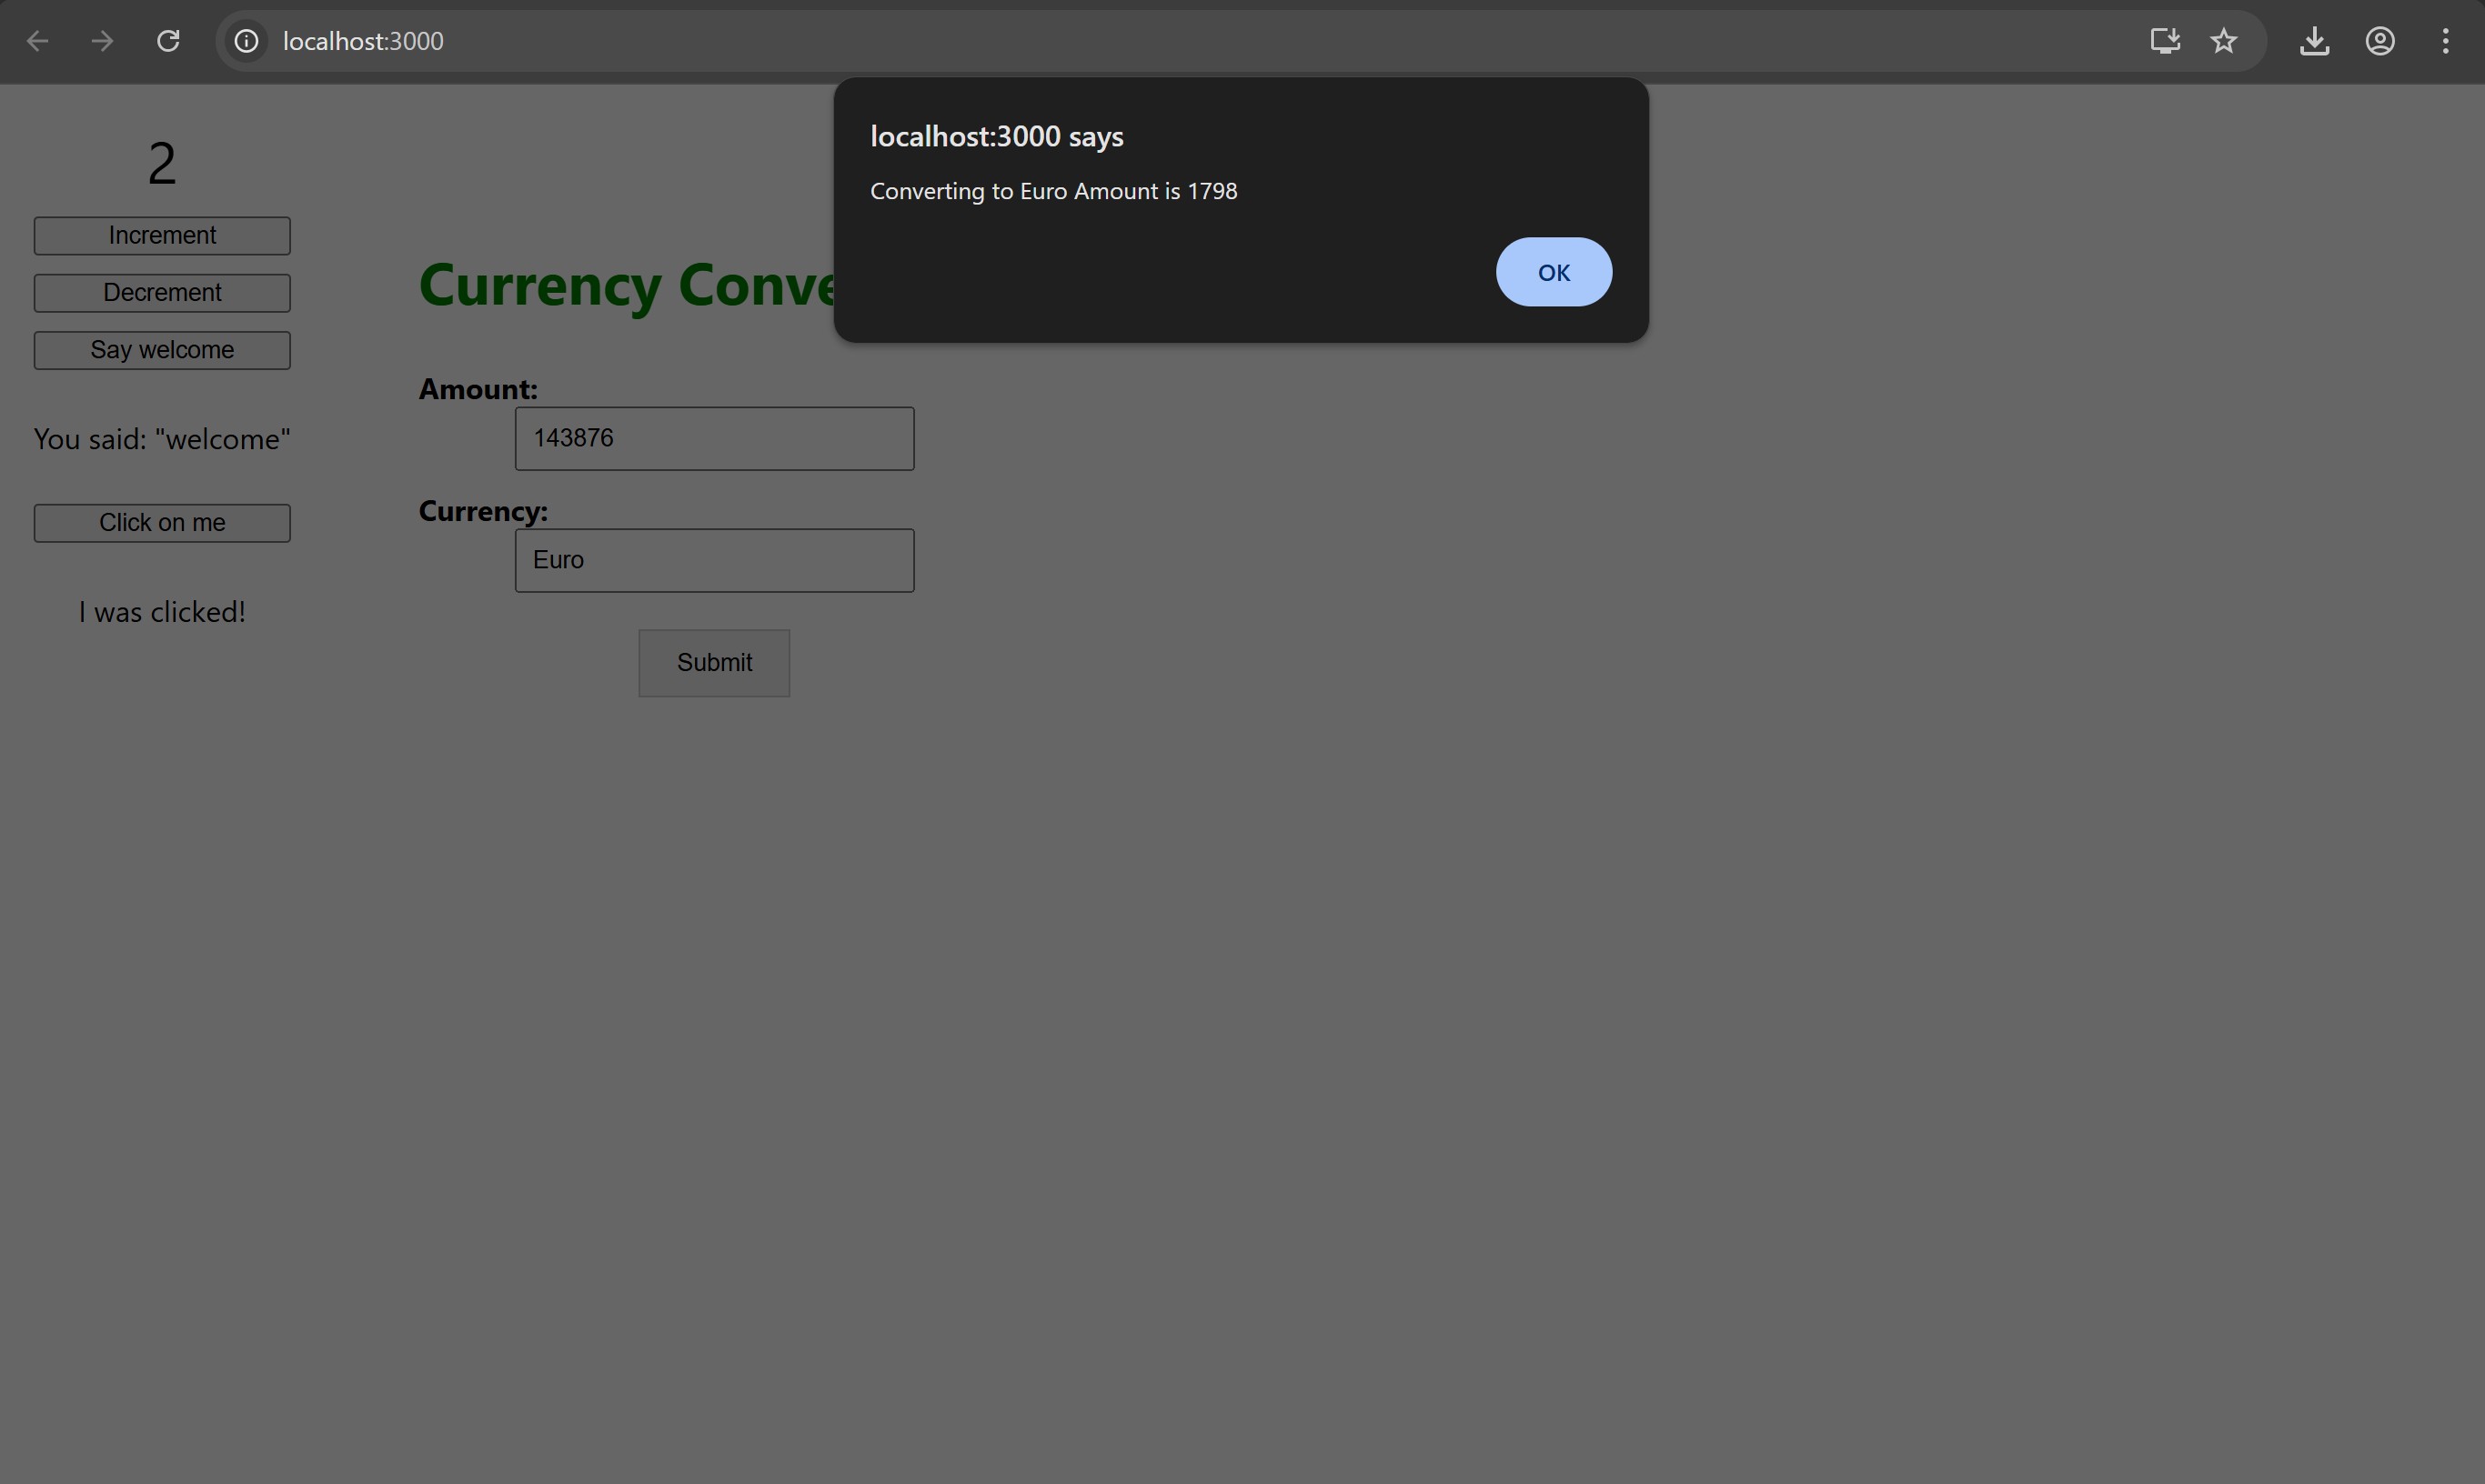 localhost:3000
localhost:3000 says
Converting to Euro Amount is 1798
OK
2
Increment
Decrement
Say welcome
You said: "welcome"
Click on me
I was clicked!
Currency Conve
Amount:
143876
Currency:
Euro
Submit